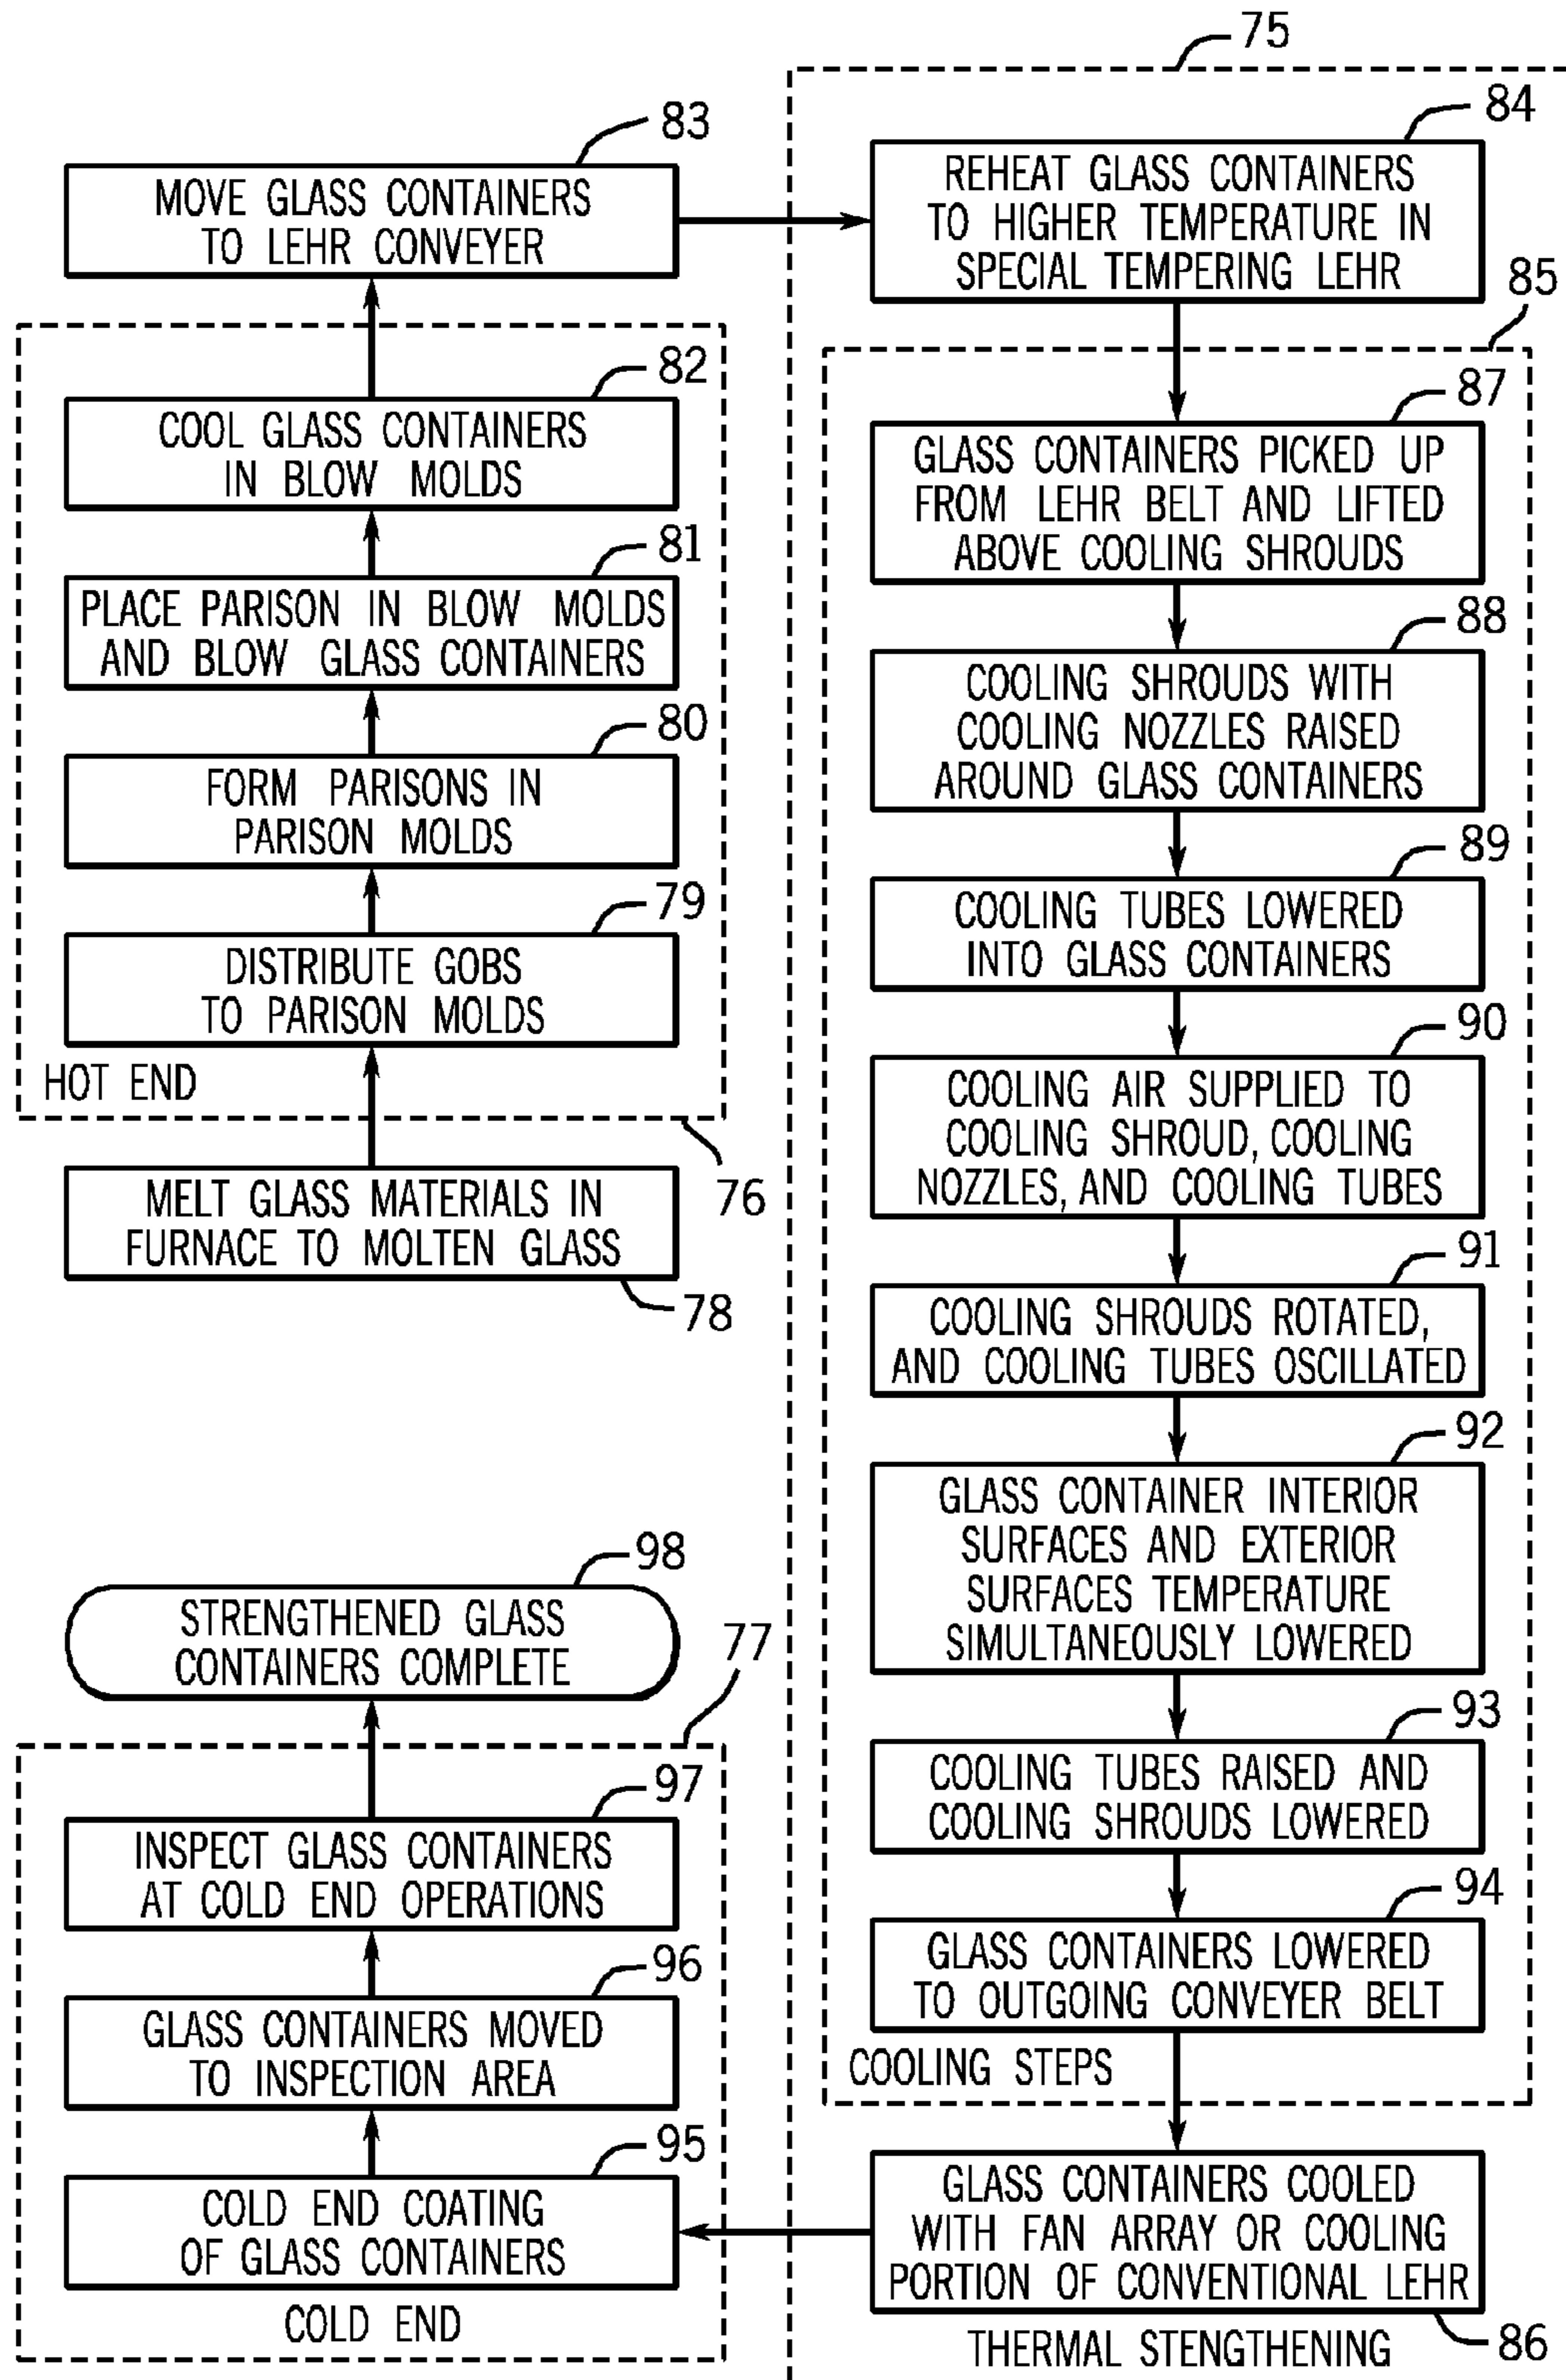 75
83
MOVE GLASS CONTAINERS
TO LEHR CONVEYER
82
COOL GLASS CONTAINERS
IN BLOW MOLDS
81
PLACE PARISON IN BLOW MOLDS
AND BLOW GLASS CONTAINERS
80
FORM PARISONS IN
PARISON MOLDS
79
DISTRIBUTE GOBS
TO PARISON MOLDS
HOT END
76
MELT GLASS MATERIALS IN
FURNACE TO MOLTEN GLASS
78
84
REHEAT GLASS CONTAINERS
TO HIGHER TEMPERATURE IN
SPECIAL TEMPERING LEHR
85
87
GLASS CONTAINERS PICKED UP
FROM LEHR BELT AND LIFTED
ABOVE COOLING SHROUDS
88
COOLING SHROUDS WITH
COOLING NOZZLES RAISED
AROUND GLASS CONTAINERS
89
COOLING TUBES LOWERED
INTO GLASS CONTAINERS
90
COOLING AIR SUPPLIED TO
COOLING SHROUD, COOLING
NOZZLES, AND COOLING TUBES
91
COOLING SHROUDS ROTATED,
AND COOLING TUBES OSCILLATED
92
GLASS CONTAINER INTERIOR
SURFACES AND EXTERIOR
SURFACES TEMPERATURE
SIMULTANEOUSLY LOWERED
93
COOLING TUBES RAISED AND
COOLING SHROUDS LOWERED
94
GLASS CONTAINERS LOWERED
TO OUTGOING CONVEYER BELT
COOLING STEPS
GLASS CONTAINERS COOLED
WITH FAN ARRAY OR COOLING
PORTION OF CONVENTIONAL LEHR
86
THERMAL STENGTHENING
98
STRENGTHENED GLASS
CONTAINERS COMPLETE
77
97
INSPECT GLASS CONTAINERS
AT COLD END OPERATIONS
96
GLASS CONTAINERS MOVED
TO INSPECTION AREA
95
COLD END COATING
OF GLASS CONTAINERS
COLD END